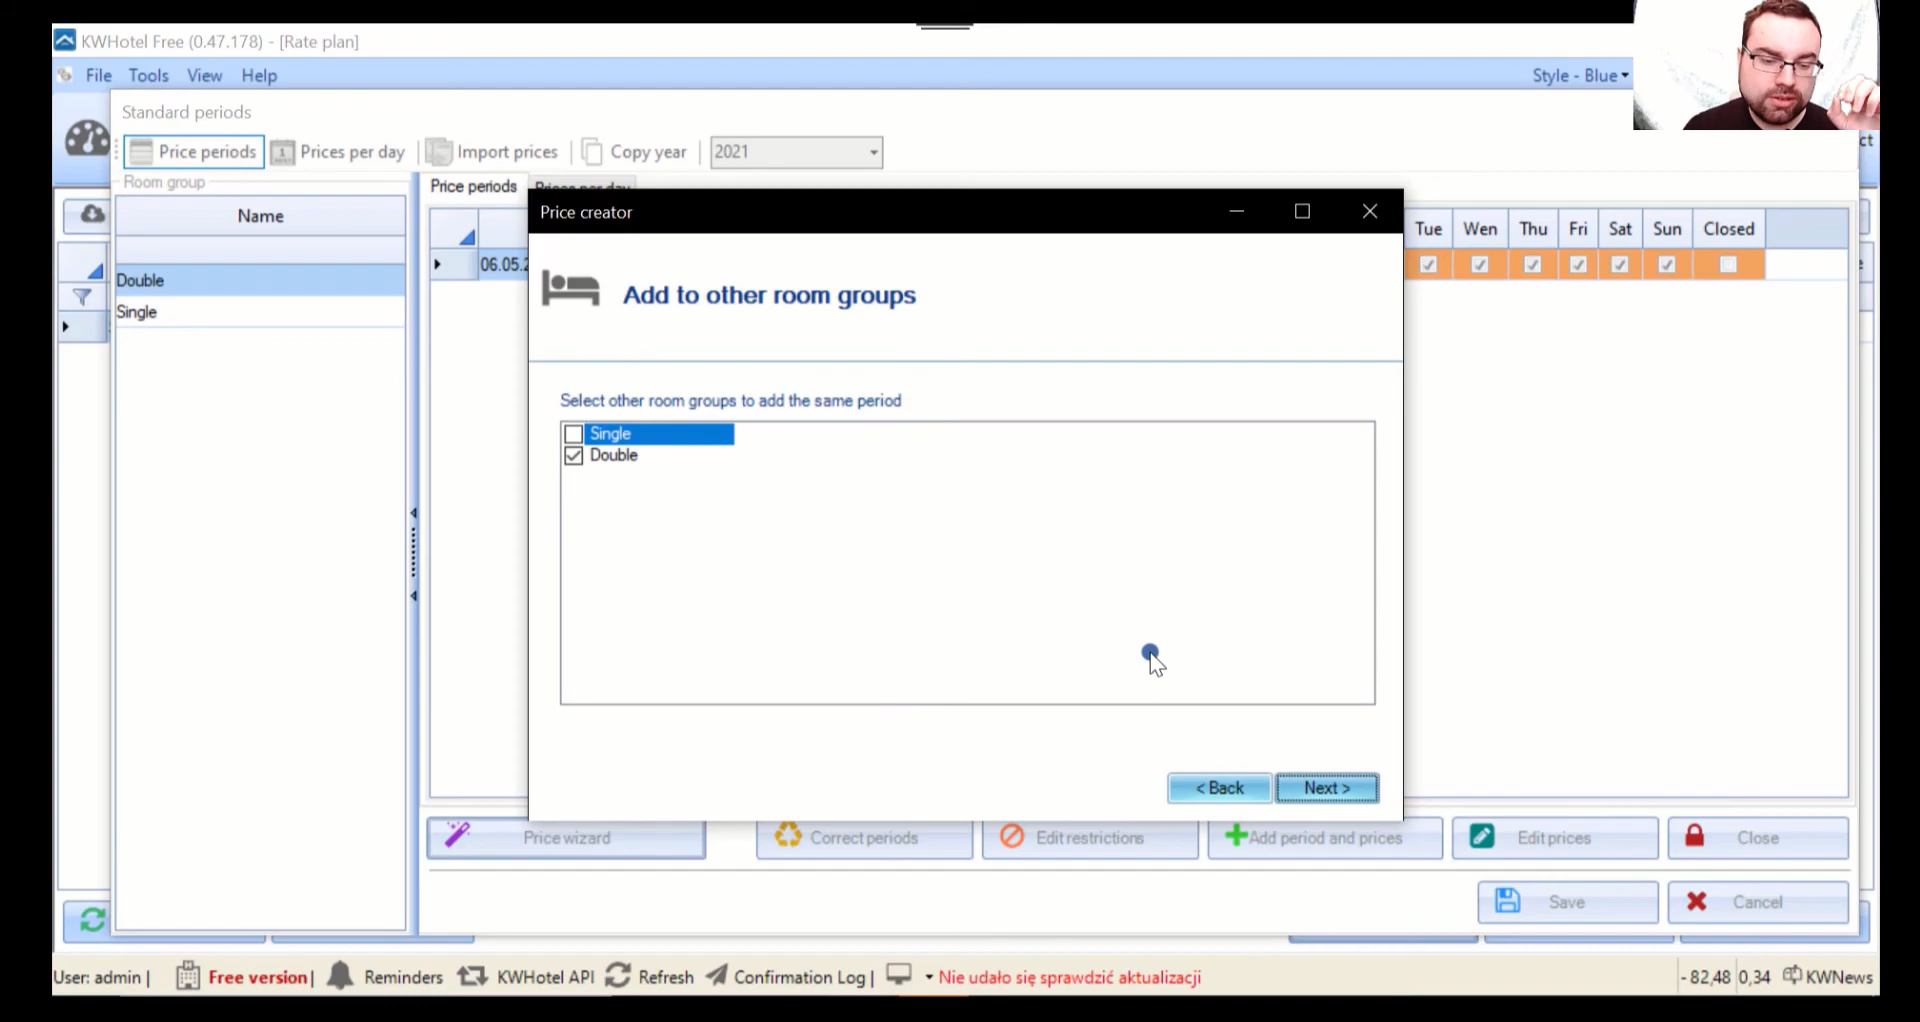 KWHotel Free (0.47.178) - [Rate plan]
File Tools View Help
Style - Blue
Standard periods
Price periods
Prices per day
Import prices
Copy year
2021
Room group
Name
Double
Single
Price periods
Price creator
Tue Wen Thu Fri Sat Sun Closed
06.05.2
Add to other room groups
Select other room groups to add the same period
Single
Double
< Back
Next >
Price wizard
Correct periods
Edit restrictions
Add period and prices
Edit prices
Close
Save
Cancel
User: admin |
Free version |
Reminders
KWHotel API
Refresh
Confirmation Log |
Nie udało się sprawdzić aktualizacji
- 82,48
0,34
KWNews